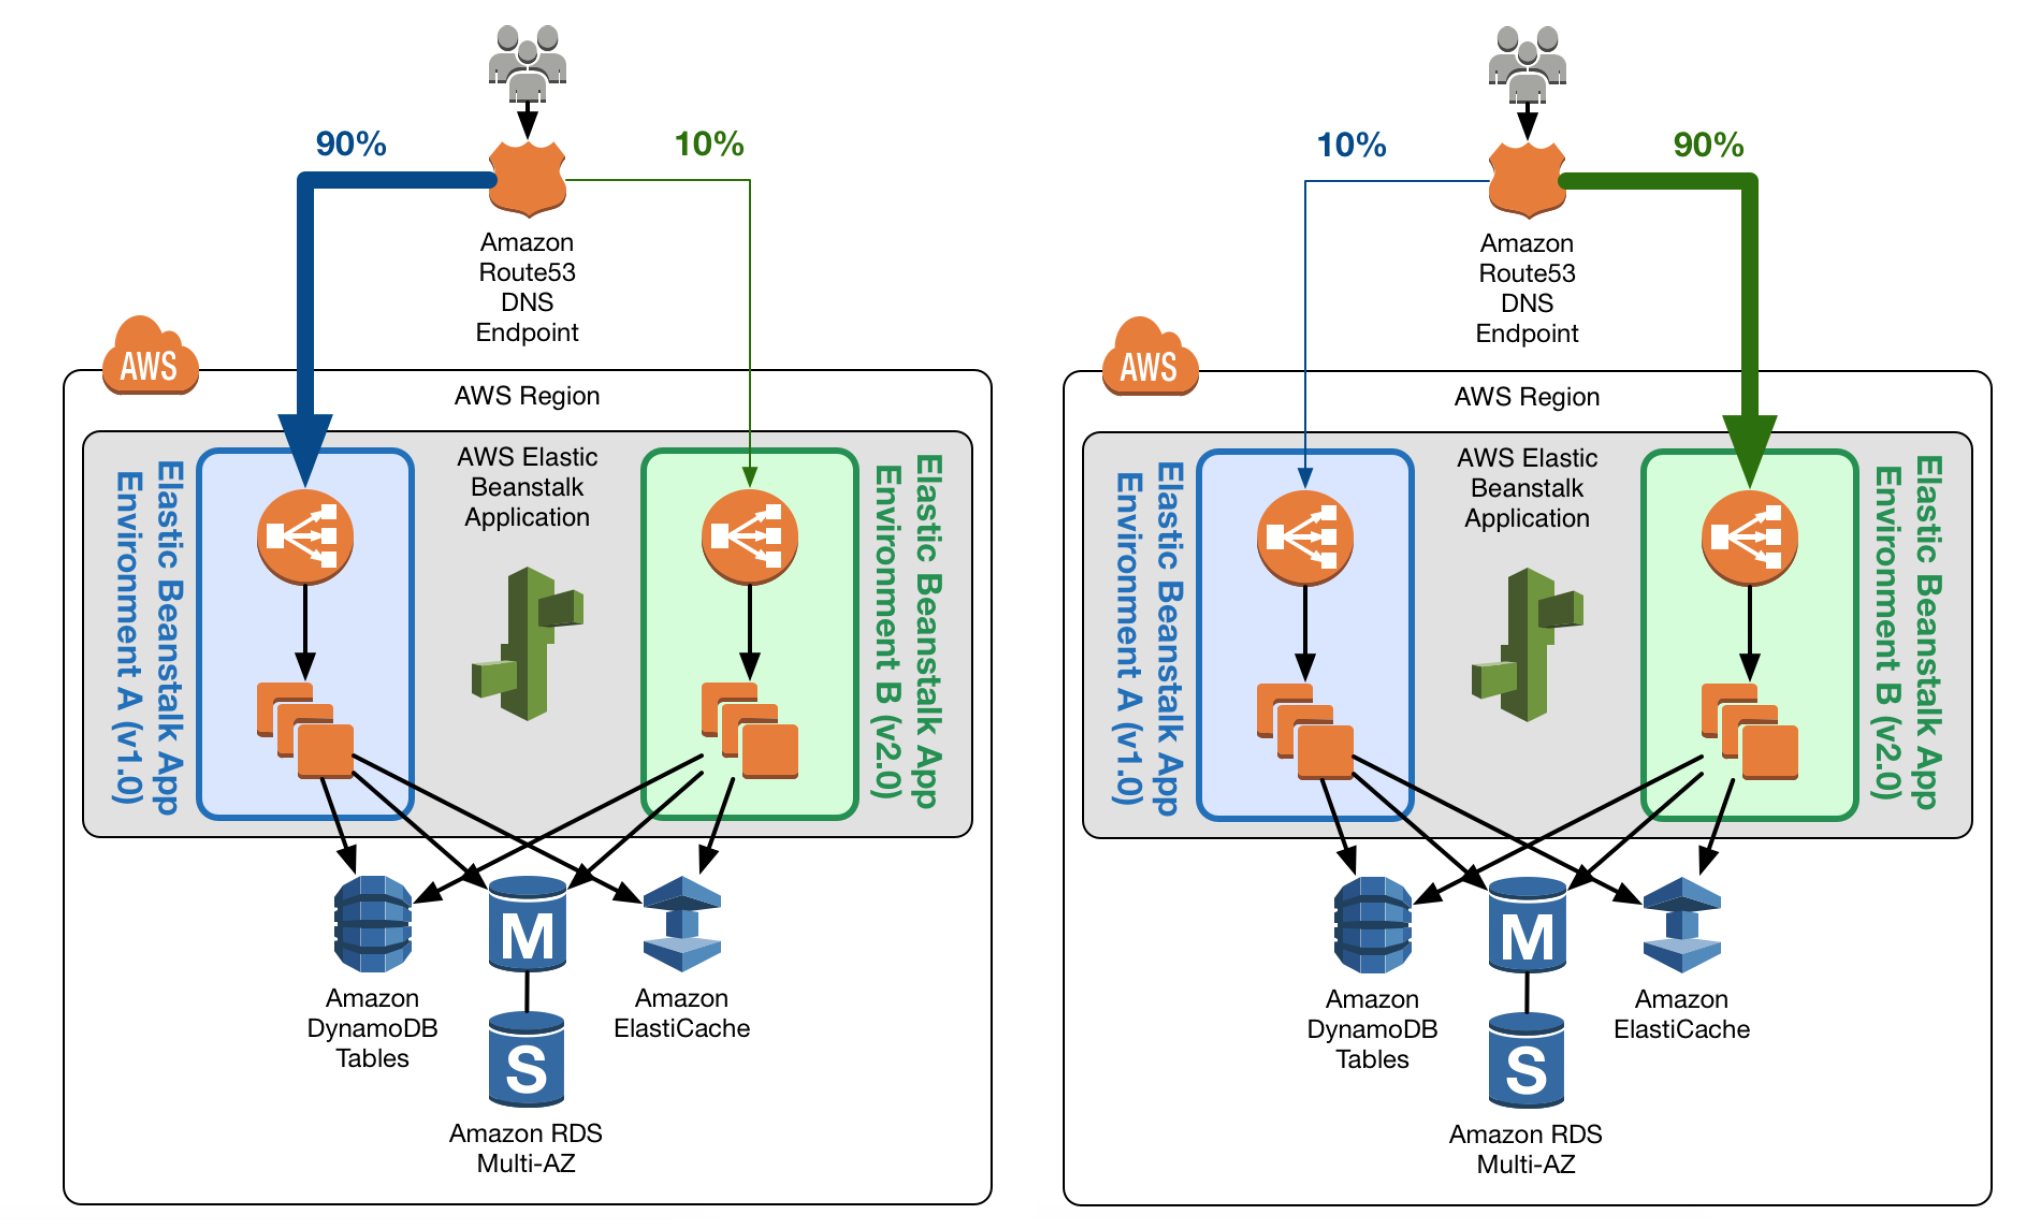 90%
10%
Amazon
Route53
DNS
Endpoint
AWS
AWS Region
Elastic Beanstalk App
Environment A (v1.0)
AWS Elastic
Beanstalk
Application
Elastic Beanstalk App
Environment B (v2.0)
M
S
Amazon
DynamoDB
Tables
Amazon
ElastiCache
Amazon RDS
Multi-AZ
10%
90%
Amazon
Route53
DNS
Endpoint
AWS
AWS Region
Elastic Beanstalk App
Environment A (v1.0)
AWS Elastic
Beanstalk
Application
Elastic Beanstalk App
Environment B (v2.0)
M
S
Amazon
DynamoDB
Tables
Amazon
ElastiCache
Amazon RDS
Multi-AZ